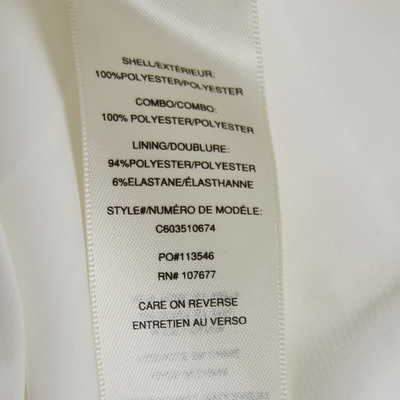 SHELL/EXTÉRIEUR:
100%POLYESTER/POLYESTER
COMBO/COMBO:
100% POLYESTER/POLYESTER
LINING/DOUBLURE:
94%POLYESTER/POLYESTER
6%ELASTANE/ÉLASTHANNE
STYLE#/NUMÉRO DE MODÉLE:
C603510674
PO#113546
RN# 107677
CARE ON REVERSE
ENTRETIEN AU VERSO